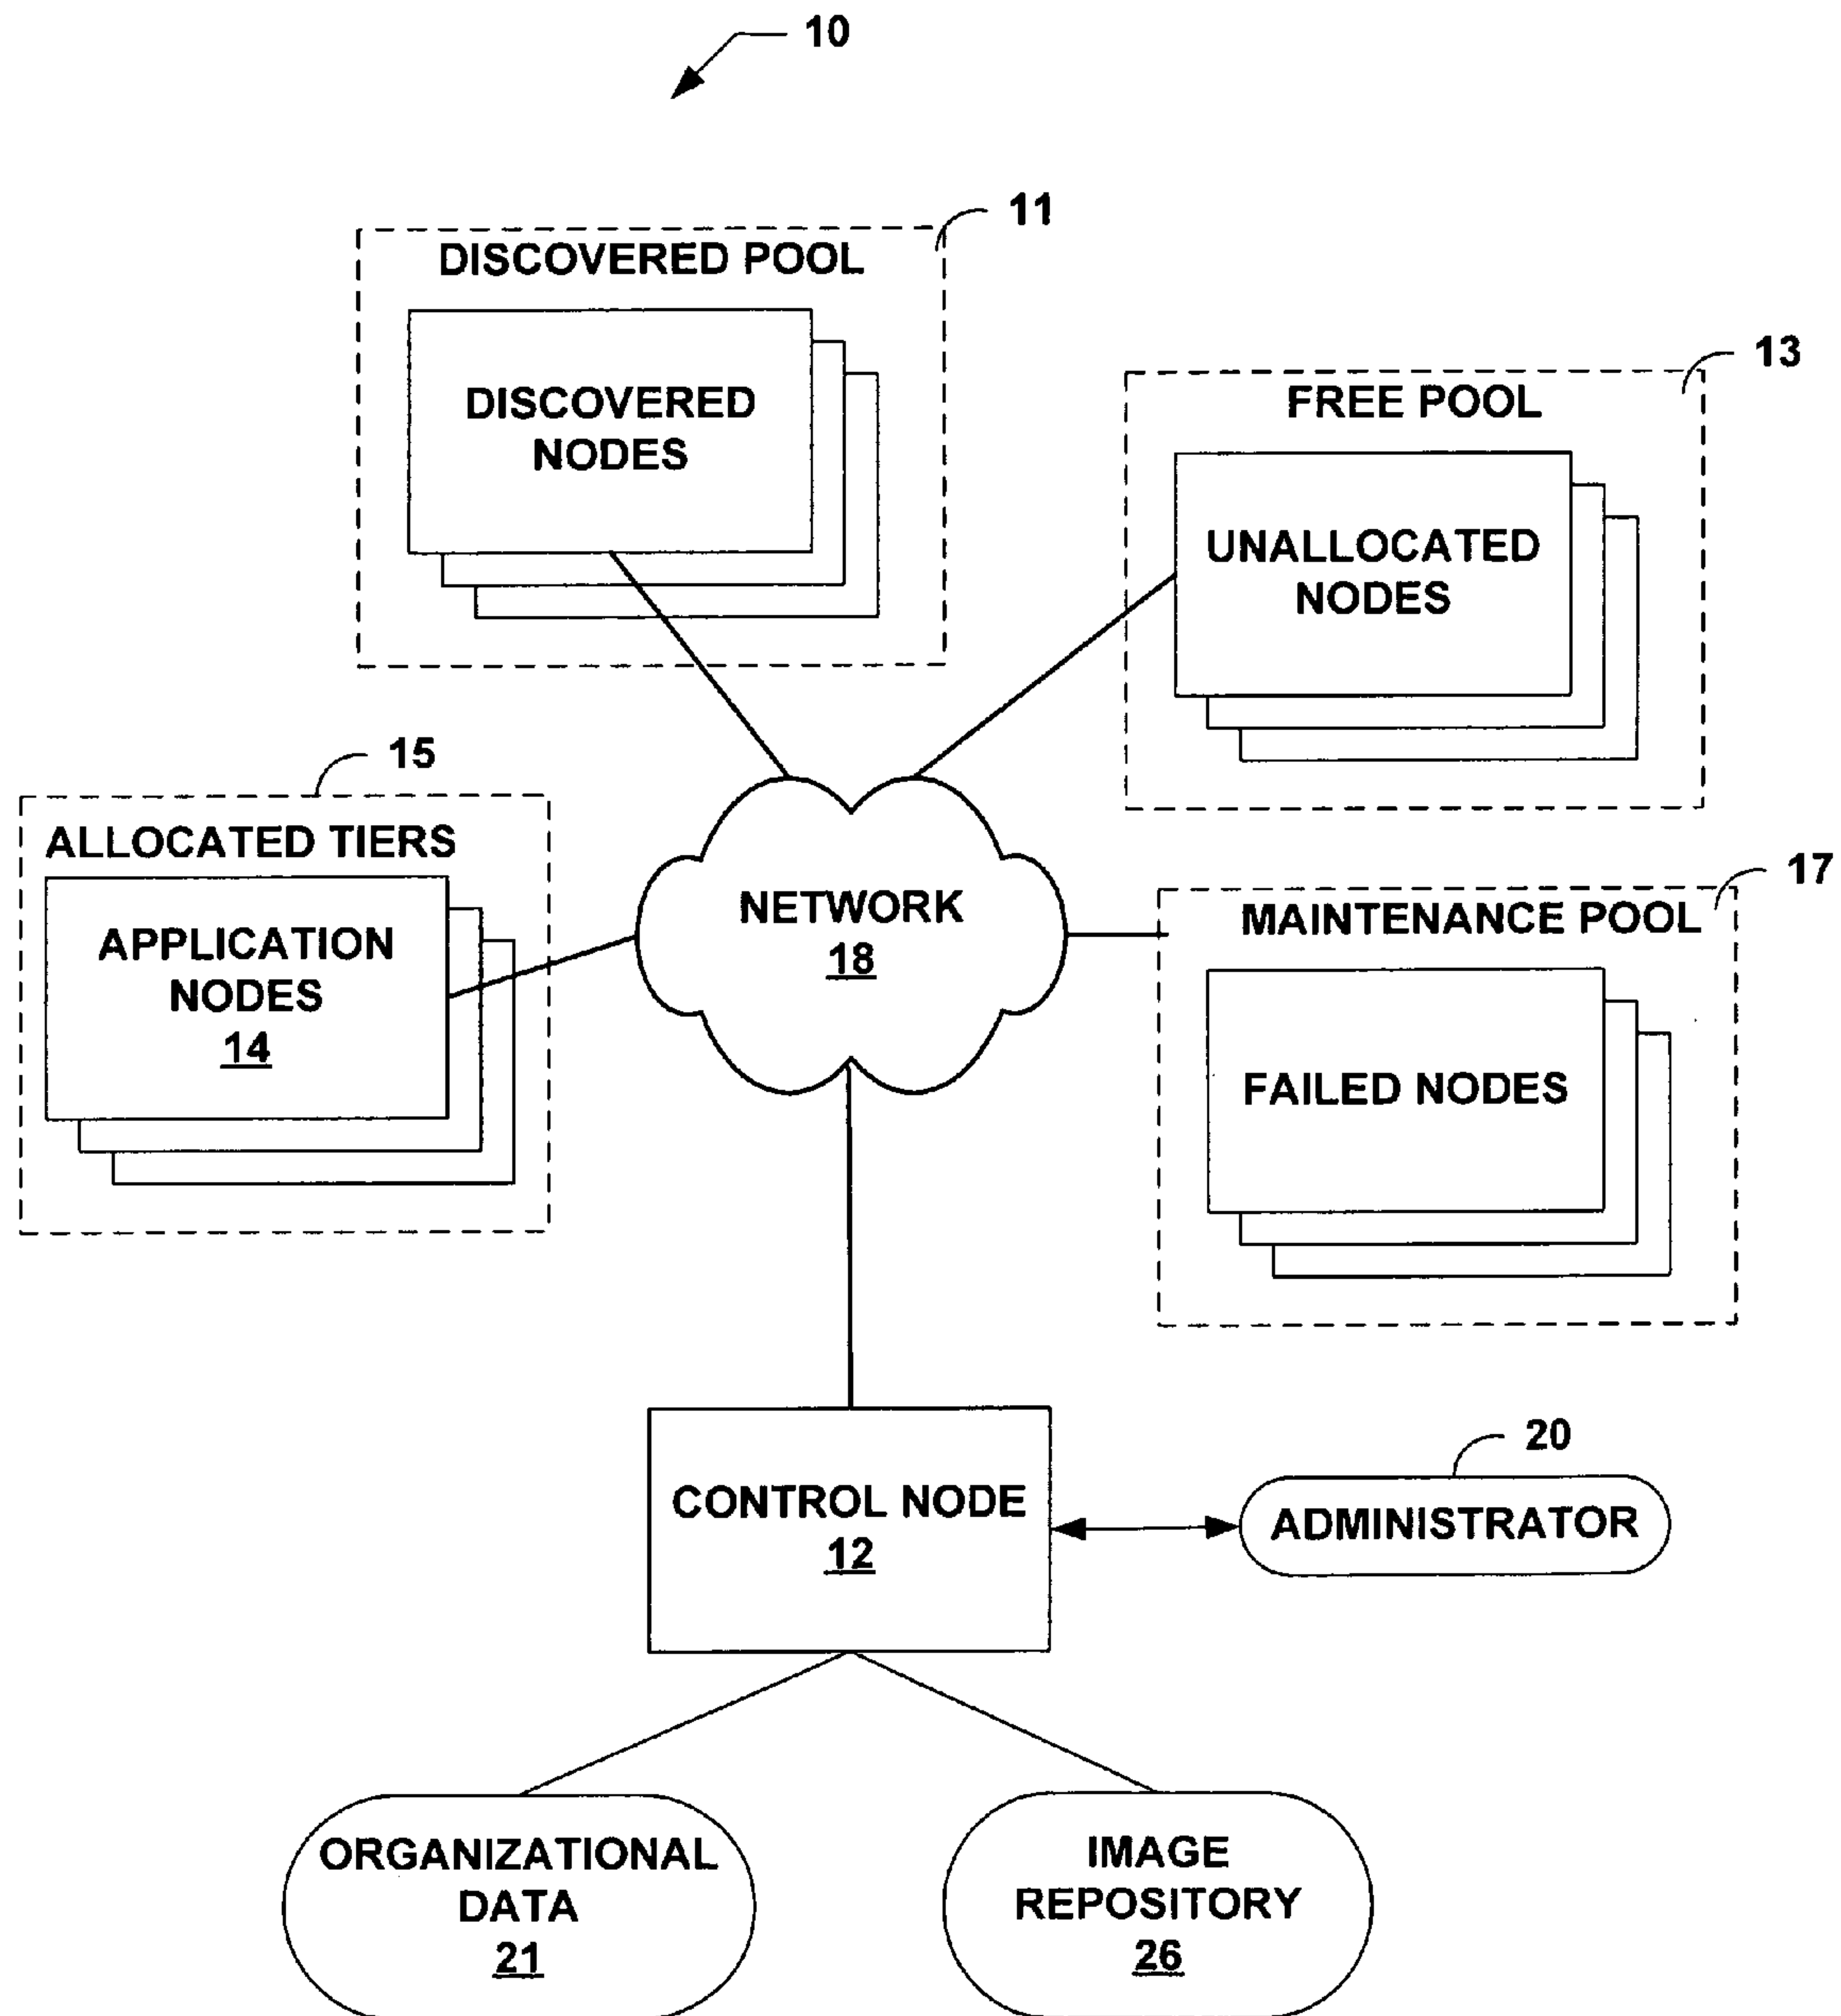 10
11
DISCOVERED POOL
DISCOVERED
NODES
13
FREE POOL
UNALLOCATED
NODES
15
ALLOCATED TIERS
APPLICATION
NODES
14
NETWORK
18
17
MAINTENANCE POOL
FAILED NODES
CONTROL NODE
12
20
ADMINISTRATOR
ORGANIZATIONAL
DATA
21
IMAGE
REPOSITORY
26